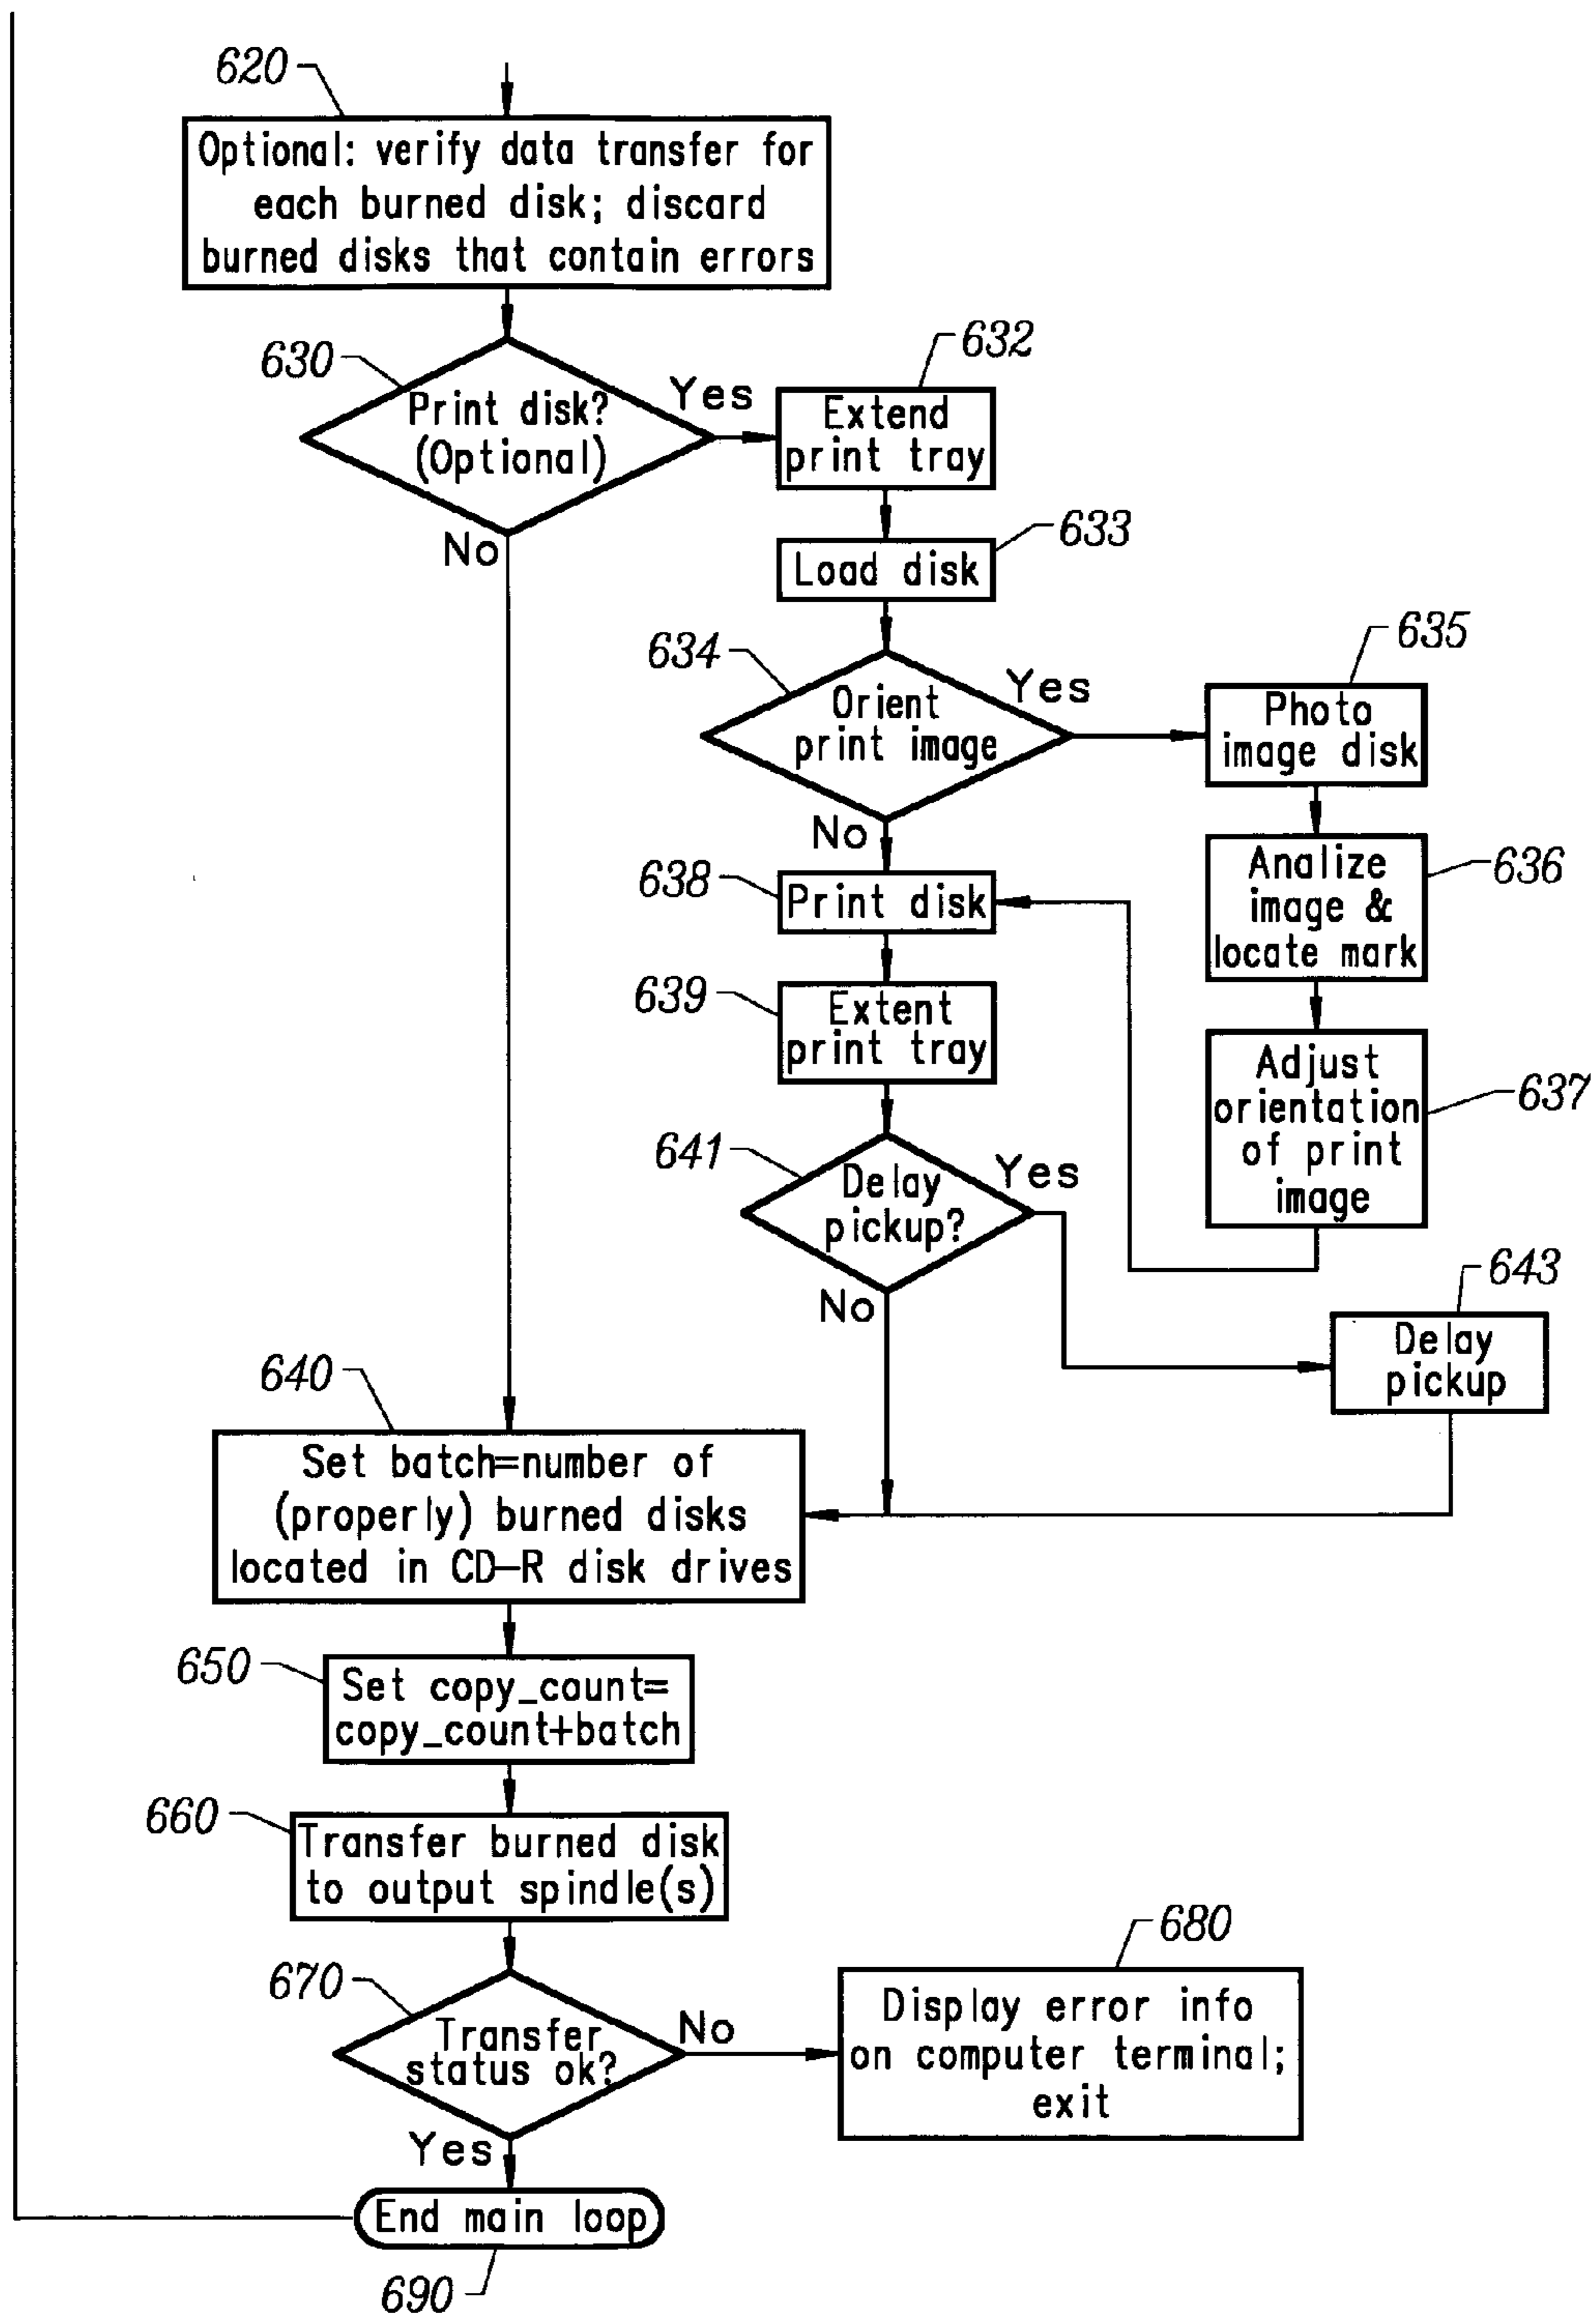 620
Optional: verify data transfer for
each burned disk; discard
burned disks that contain errors
630
Print disk?
(Optional)
Yes
No
632
Extend
print tray
633
Load disk
634
Orient
print image
Yes
No
635
Photo
image disk
636
Analize
image &
locate mark
637
Adjust
orientation
of print
image
638
Print disk
639
Extent
print tray
641
Delay
pickup?
Yes
No
643
Delay
pickup
640
Set batch=number of
(properly) burned disks
located in CD-R disk drives
650
Set copy_count=
copy_count+batch
660
Transfer burned disk
to output spindle(s)
670
Transfer
status ok?
No
Yes
680
Display error info
on computer terminal;
exit
End main loop
690